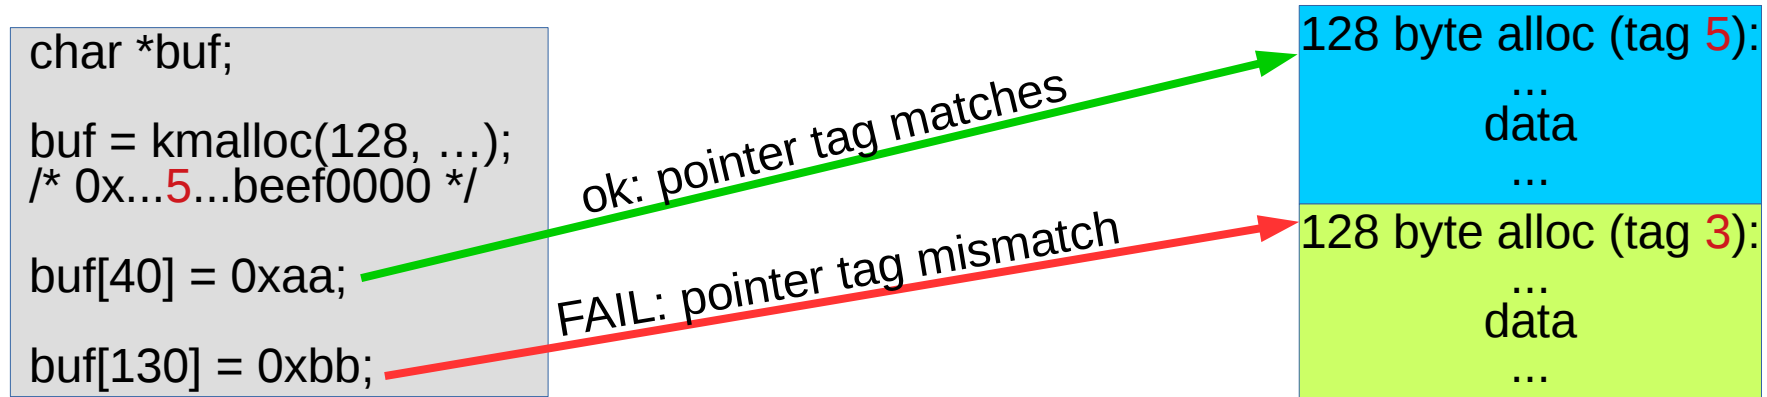 char *buf;
buf = kmalloc(128, ...);
/* 0x...5...beef0000 */
buf[40] = 0xaa;
buf[130] = 0xbb;
ok: pointer tag matches
FAIL: pointer tag mismatch
128 byte alloc (tag 5):
...
data
...
128 byte alloc (tag 3):
...
data
...